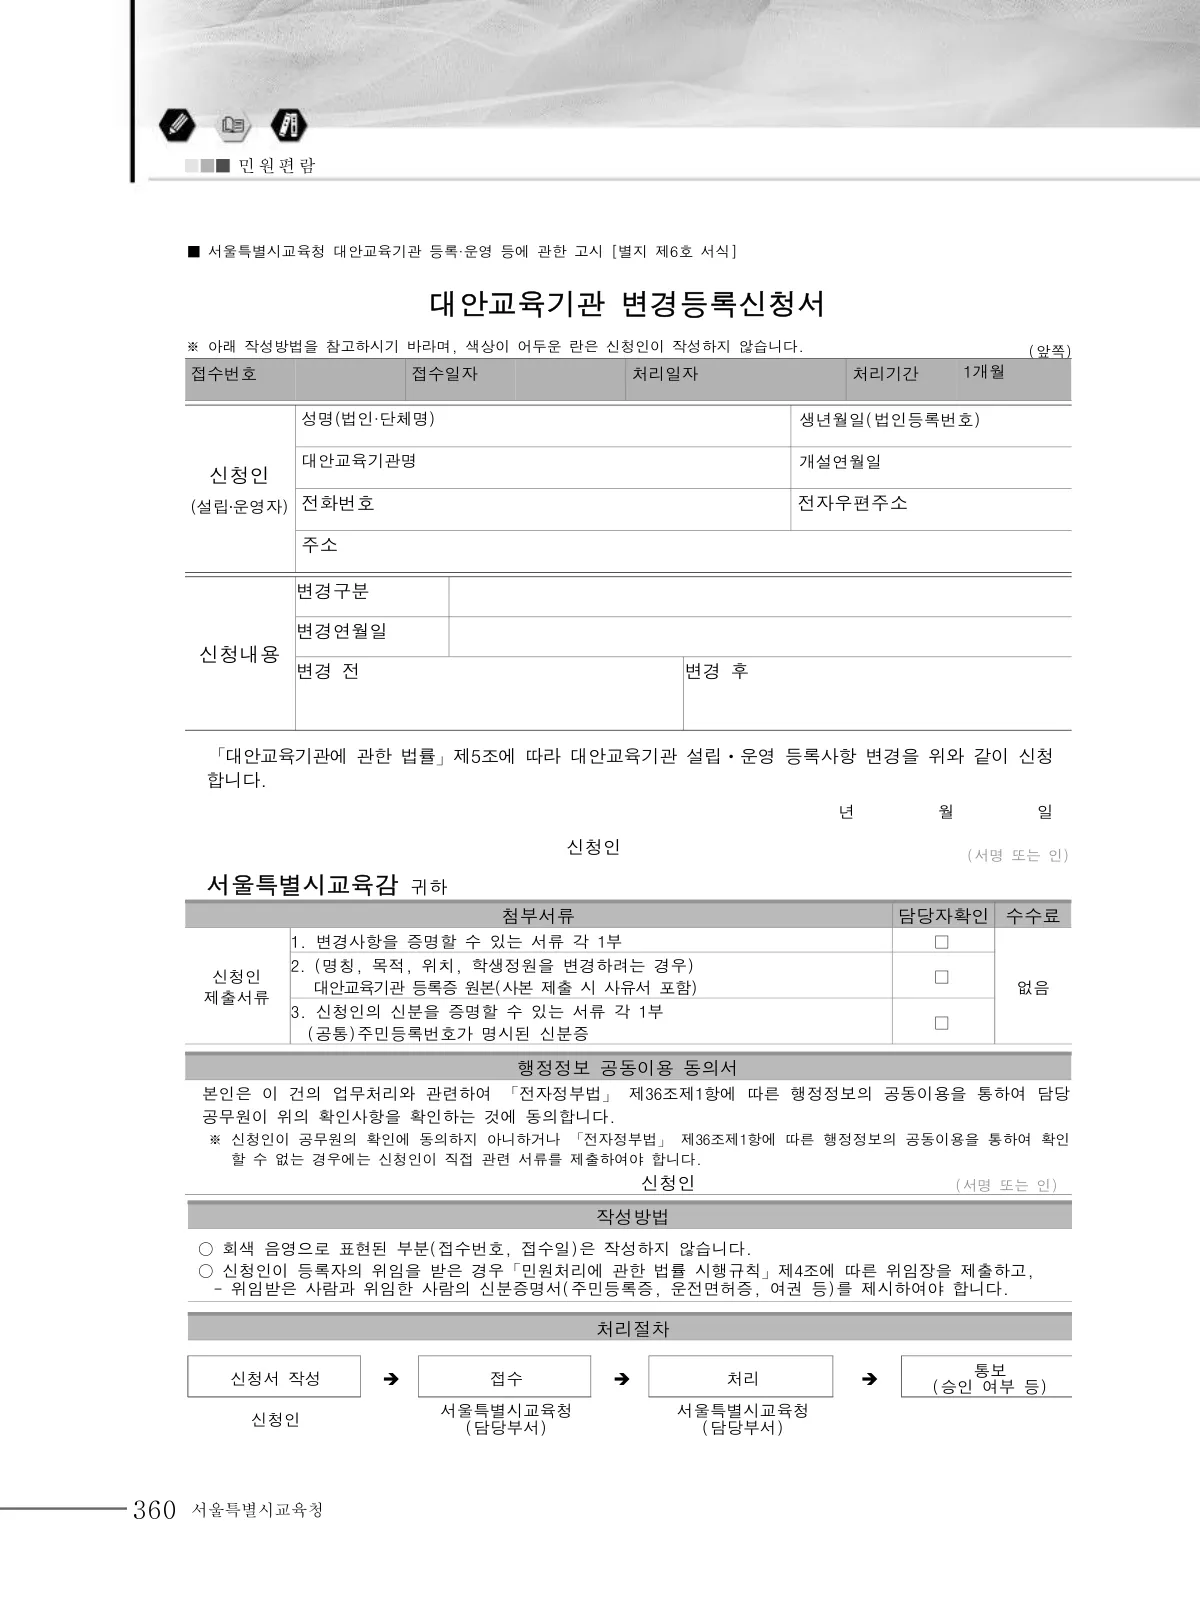 민원편람
■ 서울특별시교육청 대안교육기관 등록·운영 등에 관한 고시 [별지 제6호 서식]
대안교육기관 변경등록신청서
※ 아래 작성방법을 참고하시기 바라며, 색상이 어두운 란은 신청인이 작성하지 않습니다.
(앞쪽)
접수번호 접수일자 처리일자 처리기간 1개월
신청인
(설립·운영자)
성명(법인·단체명) 생년월일(법인등록번호)
대안교육기관명 개설연월일
전화번호 전자우편주소
주소
신청내용
변경구분
변경연월일
변경 전 변경 후
「대안교육기관에 관한 법률」제5조에 따라 대안교육기관 설립·운영 등록사항 변경을 위와 같이 신청
합니다.
년 월 일
신청인 (서명 또는 인)
서울특별시교육감 귀하
첨부서류 담당자확인 수수료
신청인
제출서류
1. 변경사항을 증명할 수 있는 서류 각 1부 □
2. (명칭, 목적, 위치, 학생정원을 변경하려는 경우)
대안교육기관 등록증 원본(사본 제출 시 사유서 포함) □
3. 신청인의 신분을 증명할 수 있는 서류 각 1부
(공통)주민등록번호가 명시된 신분증 □
없음
행정정보 공동이용 동의서
본인은 이 건의 업무처리와 관련하여 「전자정부법」 제36조제1항에 따른 행정정보의 공동이용을 통하여 담당
공무원이 위의 확인사항을 확인하는 것에 동의합니다.
※ 신청인이 공무원의 확인에 동의하지 아니하거나 「전자정부법」 제36조제1항에 따른 행정정보의 공동이용을 통하여 확인
할 수 없는 경우에는 신청인이 직접 관련 서류를 제출하여야 합니다.
신청인 (서명 또는 인)
작성방법
○ 회색 음영으로 표현된 부분(접수번호, 접수일)은 작성하지 않습니다.
○ 신청인이 등록자의 위임을 받은 경우「민원처리에 관한 법률 시행규칙」제4조에 따른 위임장을 제출하고,
- 위임받은 사람과 위임한 사람의 신분증명서(주민등록증, 운전면허증, 여권 등)를 제시하여야 합니다.
처리절차
신청서 작성 ➔ 접수 ➔ 처리 ➔ 통보
(승인 여부 등)
신청인 서울특별시교육청 서울특별시교육청
(담당부서) (담당부서)
360 서울특별시교육청